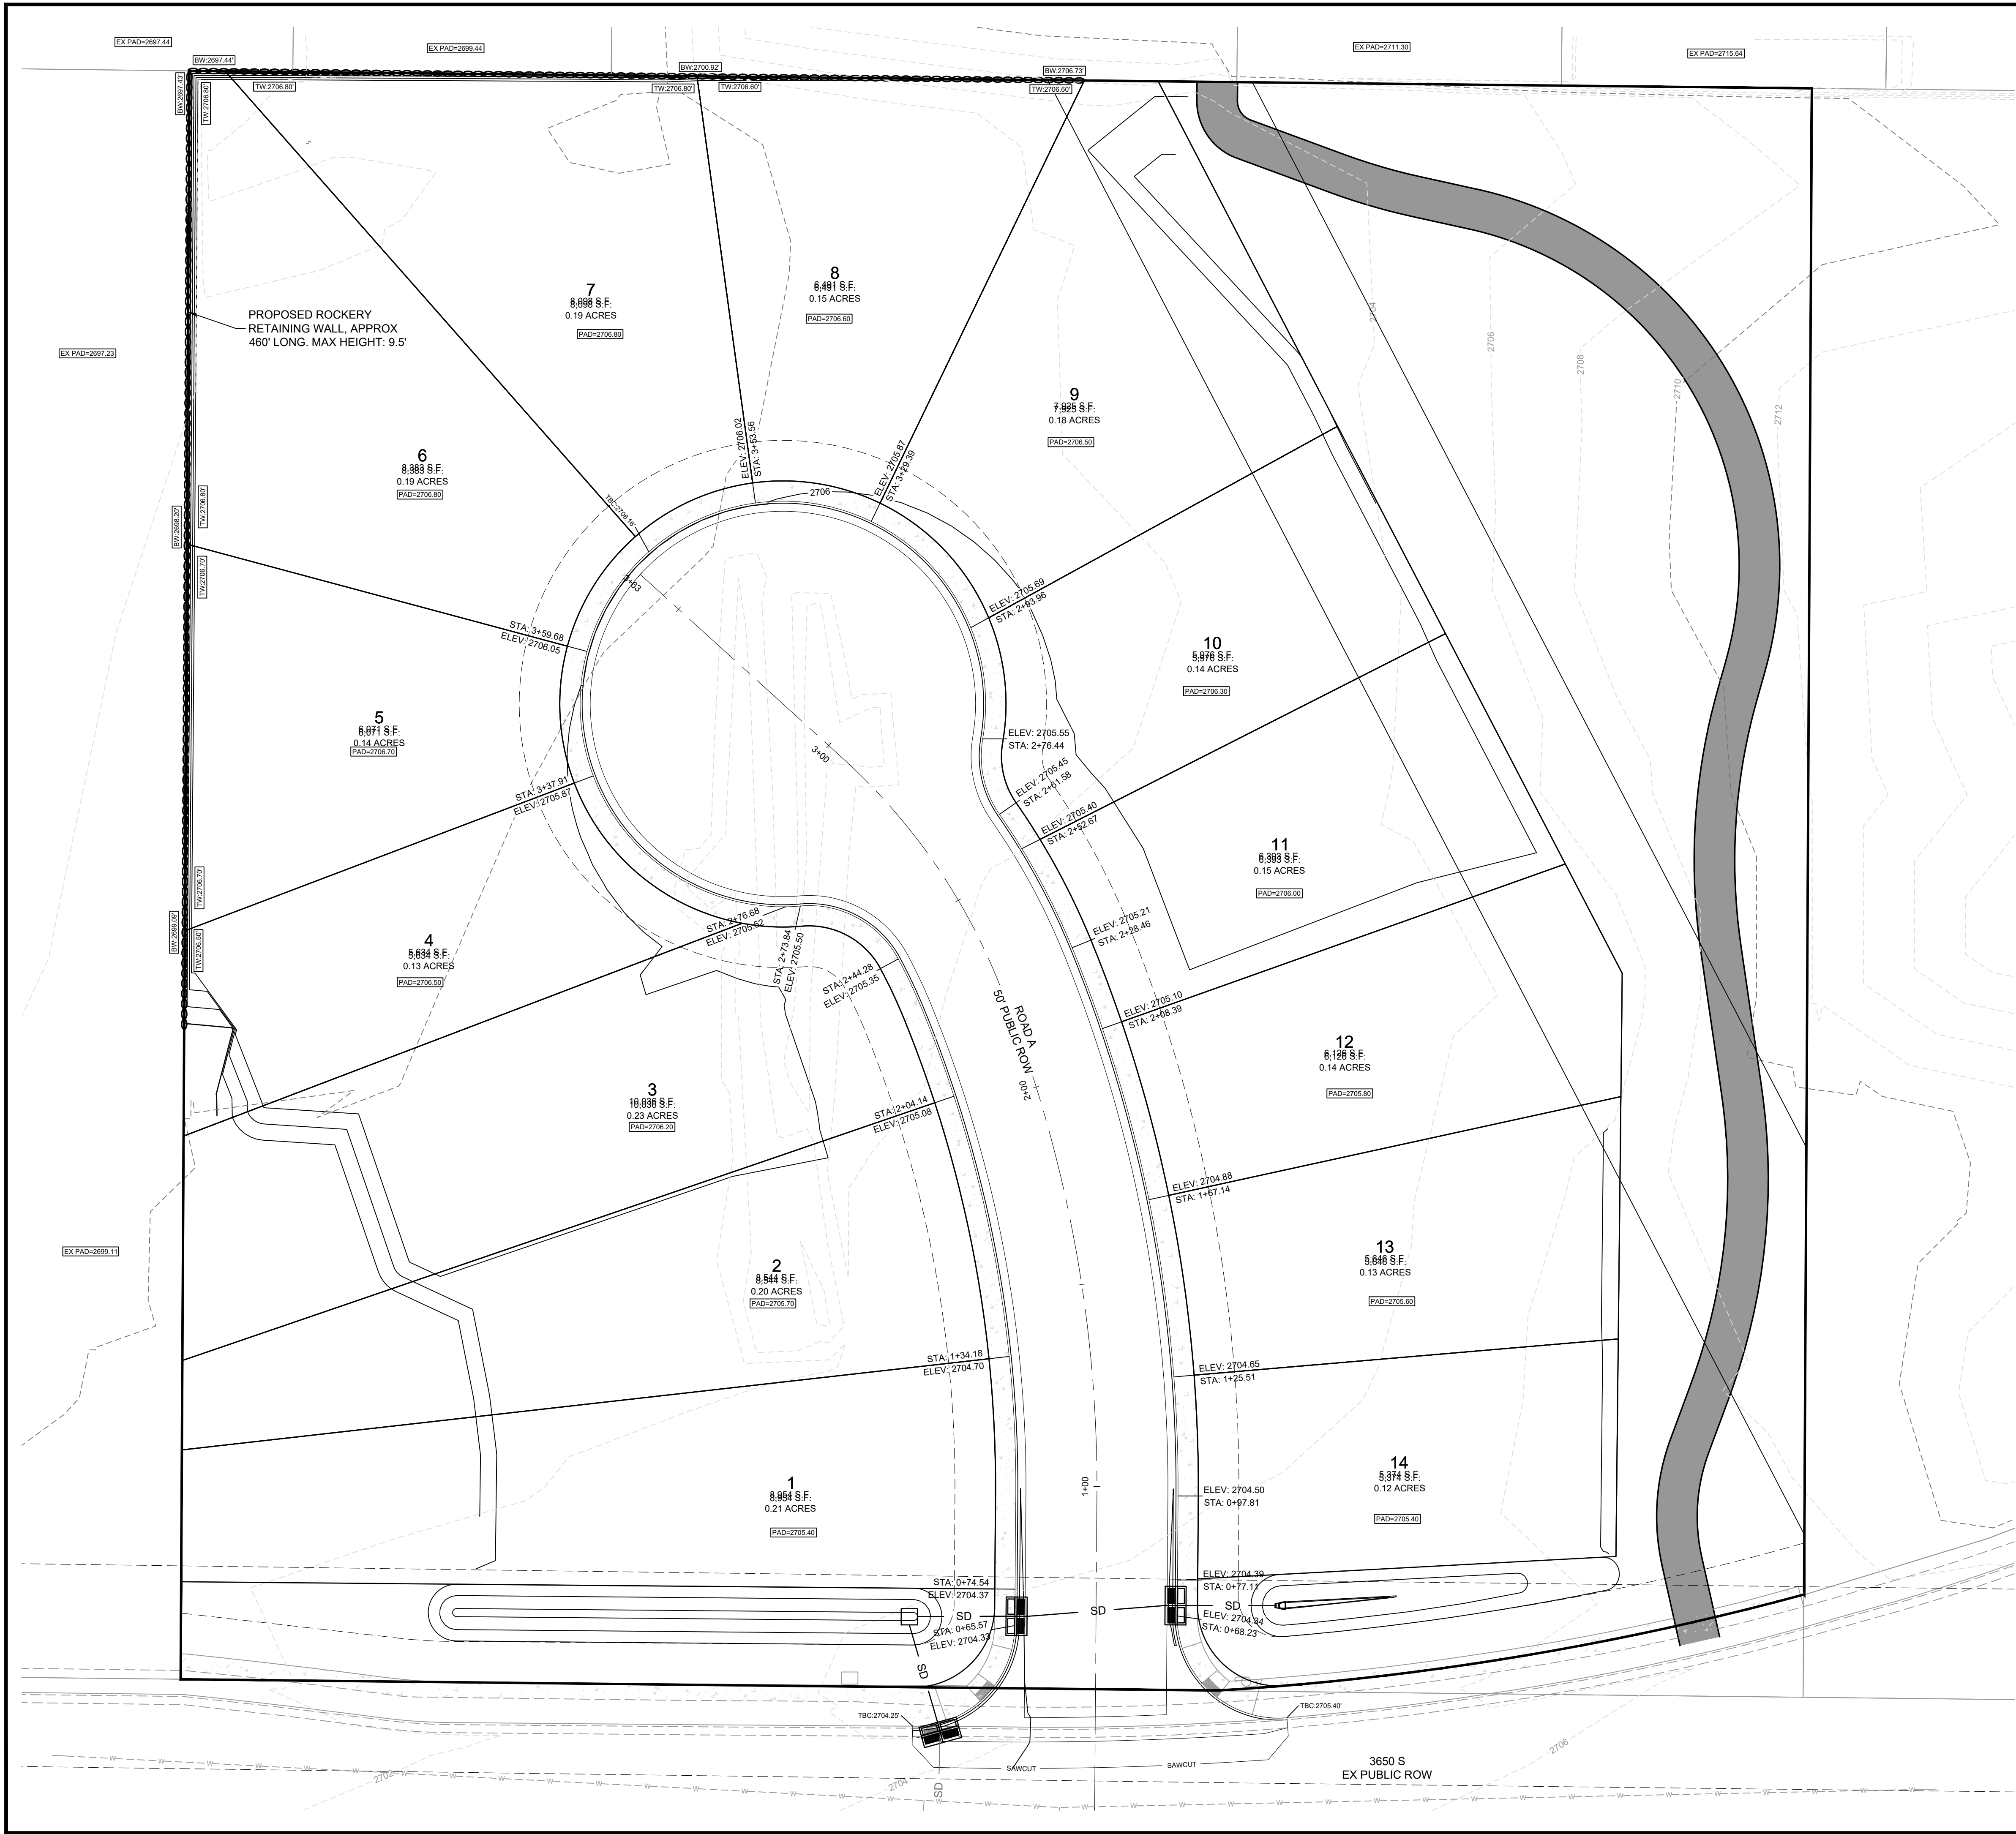 EX PAD=2697.44
EX PAD=2699.44
EX PAD=2711.30
EX PAD=2715.64
BW:2697.44'
BW:2700.92'
BW:2706.73'
BW:2697.43'
TW:2706.80'
TW:2706.80'
TW:2706.80'
TW:2706.60'
TW:2706.60'
7
8,098 S.F.
0.19 ACRES
PAD=2706.80
8
6,491 S.F.
0.15 ACRES
PAD=2706.60
PROPOSED ROCKERY
RETAINING WALL, APPROX
460' LONG. MAX HEIGHT: 9.5'
EX PAD=2697.23
9
7,925 S.F.
0.18 ACRES
PAD=2706.50
2704
2706
2708
2710
2712
6
8,383 S.F.
0.19 ACRES
PAD=2706.80
ELEV: 2706.02
STA: 3+53.56
ELEV: 2705.87
STA: 3+29.39
2706
TBC:2706.16'
BW:2698.20'
TW:2706.80'
TW:2706.70'
3+63
ELEV: 2705.69
STA: 2+93.96
STA: 3+59.68
ELEV: 2706.05
10
5,976 S.F.
0.14 ACRES
PAD=2706.30
5
6,071 S.F.
0.14 ACRES
PAD=2706.70
ELEV: 2705.55
STA: 2+76.44
3+00
ELEV: 2705.45
STA: 2+61.58
STA: 3+37.91
ELEV: 2705.87
ELEV: 2705.40
STA: 2+52.67
11
6,393 S.F.
0.15 ACRES
PAD=2706.00
BW:2699.09'
TW:2706.70'
TW:2706.50'
4
5,634 S.F.
0.13 ACRES
PAD=2706.50
STA: 2+76.68
ELEV: 2705.62
STA: 2+73.84
ELEV: 2705.50
STA: 2+44.28
ELEV: 2705.35
ELEV: 2705.21
STA: 2+28.46
ROAD A
50' PUBLIC ROW
2+00
ELEV: 2705.10
STA: 2+08.39
12
6,126 S.F.
0.14 ACRES
PAD=2705.80
3
10,036 S.F.
0.23 ACRES
PAD=2706.20
STA: 2+04.14
ELEV: 2705.08
ELEV: 2704.88
STA: 1+67.14
EX PAD=2699.11
2
8,544 S.F.
0.20 ACRES
PAD=2705.70
13
5,646 S.F.
0.13 ACRES
PAD=2705.60
STA: 1+34.18
ELEV: 2704.70
ELEV: 2704.65
STA: 1+25.51
1
8,954 S.F.
0.21 ACRES
PAD=2705.40
1+00
ELEV: 2704.50
STA: 0+97.81
14
5,374 S.F.
0.12 ACRES
PAD=2705.40
STA: 0+74.54
ELEV: 2704.37
ELEV: 2704.39
STA: 0+77.11
SD
SD
SD
STA: 0+65.57
ELEV: 2704.33
ELEV: 2704.34
STA: 0+68.23
SD
TBC:2704.25'
TBC:2705.40'
SAWCUT
SAWCUT
3650 S
EX PUBLIC ROW
2702
2704
2706
SD
W W W W W W W W W W W W W W W W W W W W W W W W W W W W W W W W W W W W W W